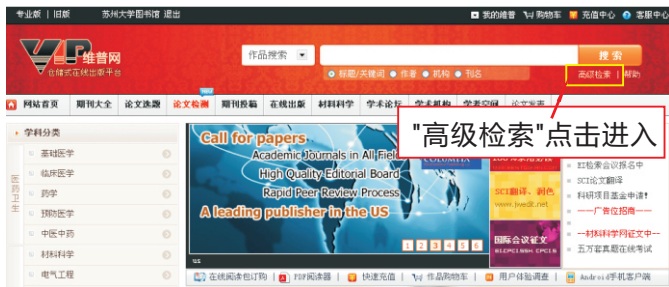 专业版 | 旧版 苏州大学图书馆 退出
我的维普 购物车 充值中心 客服中心
VIP维普网
仓储式在线出版平台
作品搜索
搜索
标题/关键词 作者 机构 刊名
高级检索 | 帮助
网站首页 期刊大全 论文选题 论文检测 期刊投稿 在线出版 材料科学 学术论坛 学术机构 学者空间
"高级检索"点击进入
学科分类
医药卫生
基础医学
临床医学
药学
预防医学
中医中药
材料科学
电气工程
Call for papers
Academic Journals in All Field
High Quality Editorial Board
Rapid Peer Review Process
A leading publisher in the US
COLUMBIA
1 2 3 4 5 6
SCI翻译、润色
www.jwedit.net
国际会议征文
EI检索会议报名中
SCI论文翻译
科研项目基金申请!
----广告位招商----
--材料科学网征文中--
五万套真题在线考试
在线阅读包订购 | PDF阅读器 | 快速充值 | 作品购物车 | 用户体验调查 | Android手机客户端